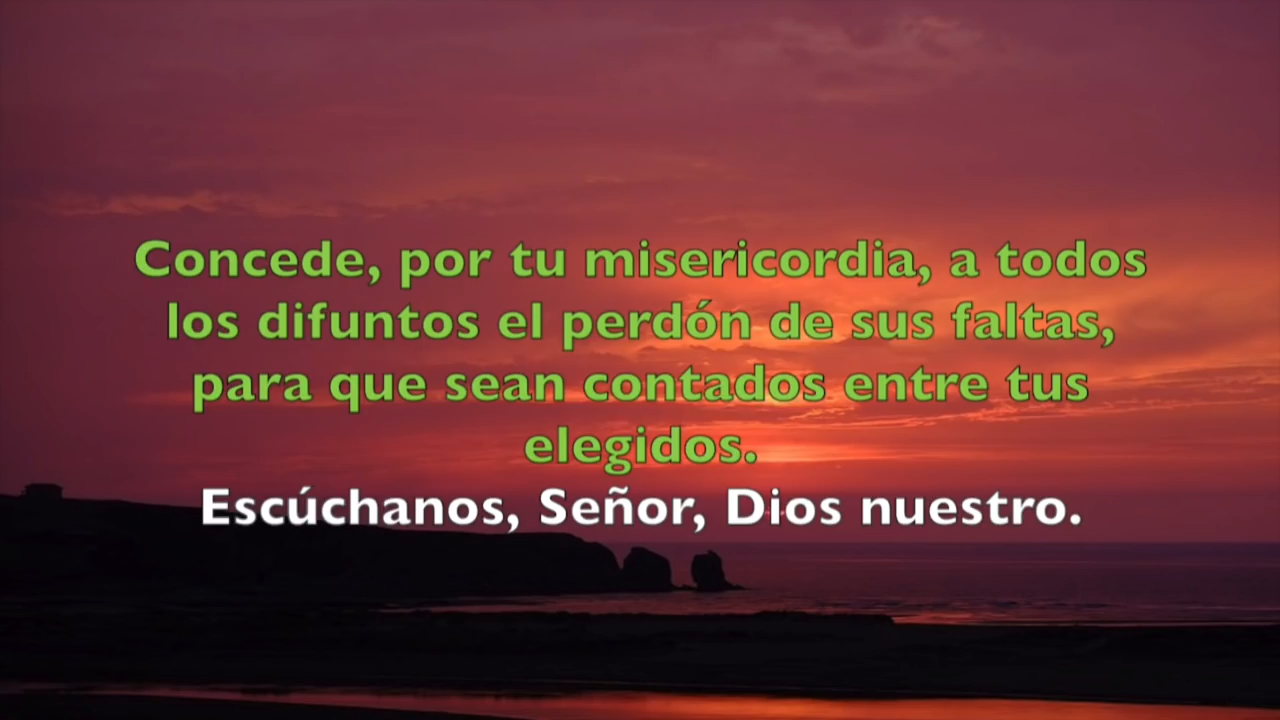 Concede, por tu misericordia, a todos
los difuntos el perdón de sus faltas,
para que sean contados entre tus
elegidos.
Escúchanos, Señor, Dios nuestro.